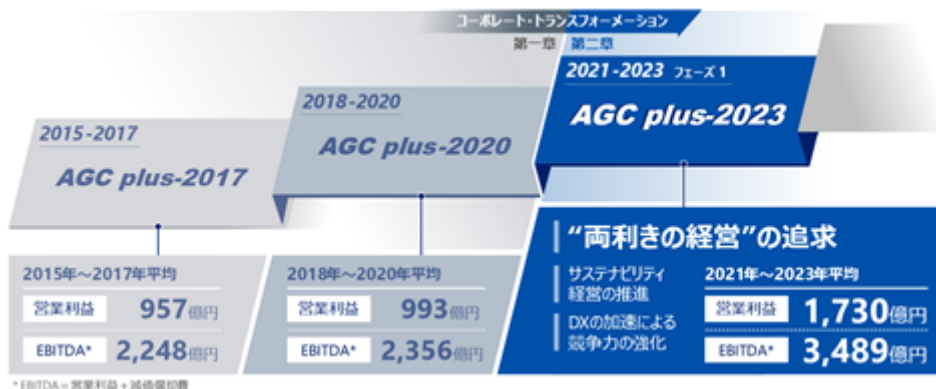 コーポレート・トランスフォーメーション
第一章 第二章
2015-2017
AGC plus-2017
2018-2020
AGC plus-2020
2021-2023 フェーズ1
AGC plus-2023
2015年～2017年平均
営業利益 957億円
EBITDA* 2,248億円
2018年～2020年平均
営業利益 993億円
EBITDA* 2,356億円
“両利きの経営”の追求
サステナビリティ
経営の推進
DXの加速による
競争力の強化
2021年～2023年平均
営業利益 1,730億円
EBITDA* 3,489億円
* EBITDA＝営業利益＋減価償却費